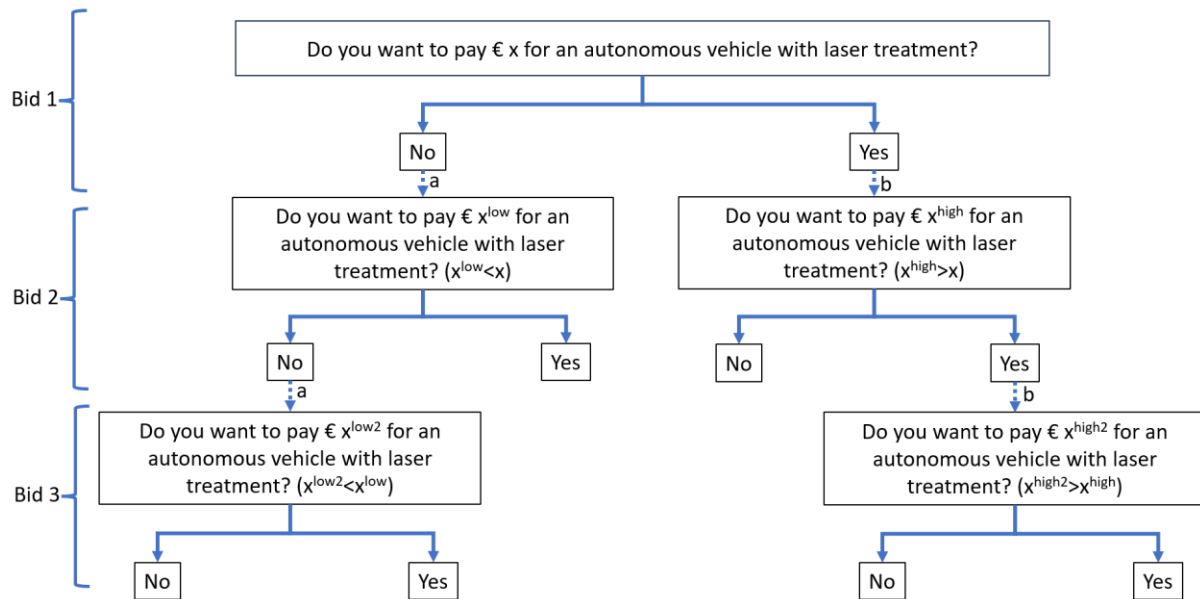 Do you want to pay € x for an autonomous vehicle with laser treatment?
Bid 1
No
Yes
a
b
Do you want to pay € x^low for an
autonomous vehicle with laser
treatment? (x^low<x)
Do you want to pay € x^high for an
autonomous vehicle with laser
treatment? (x^high>x)
Bid 2
No
Yes
No
Yes
a
b
Do you want to pay € x^low2 for an
autonomous vehicle with laser
treatment? (x^low2<x^low)
Do you want to pay € x^high2 for an
autonomous vehicle with laser
treatment? (x^high2>x^high)
Bid 3
No
Yes
No
Yes